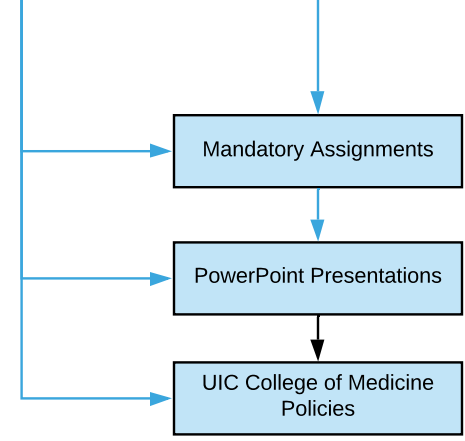 Mandatory Assignments
PowerPoint Presentations
UIC College of Medicine
Policies